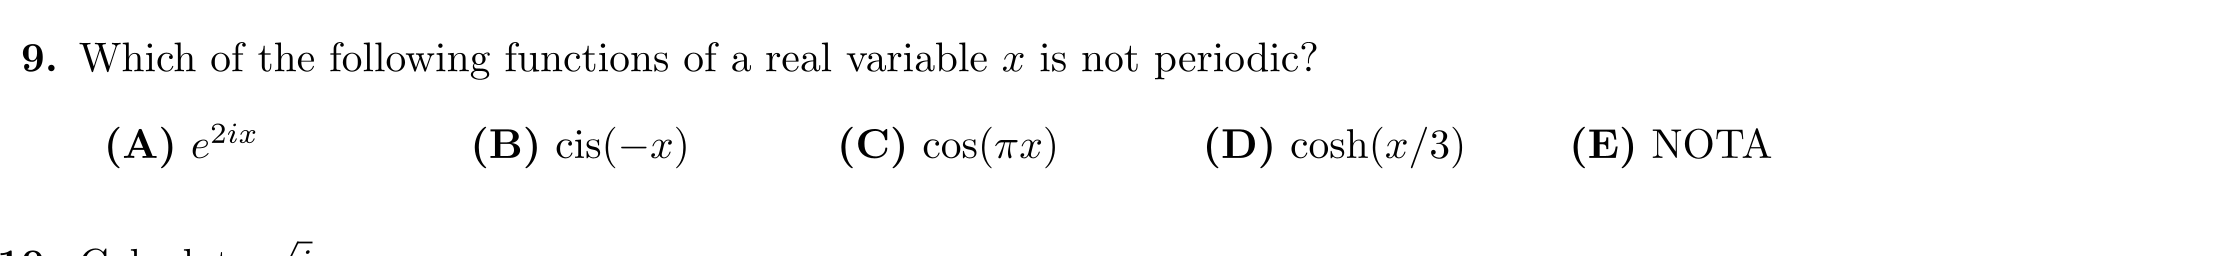 9. Which of the following functions of a real variable x is not periodic?
(A) e^{2ix} (B) cis(−x) (C) cos(πx) (D) cosh(x/3) (E) NOTA